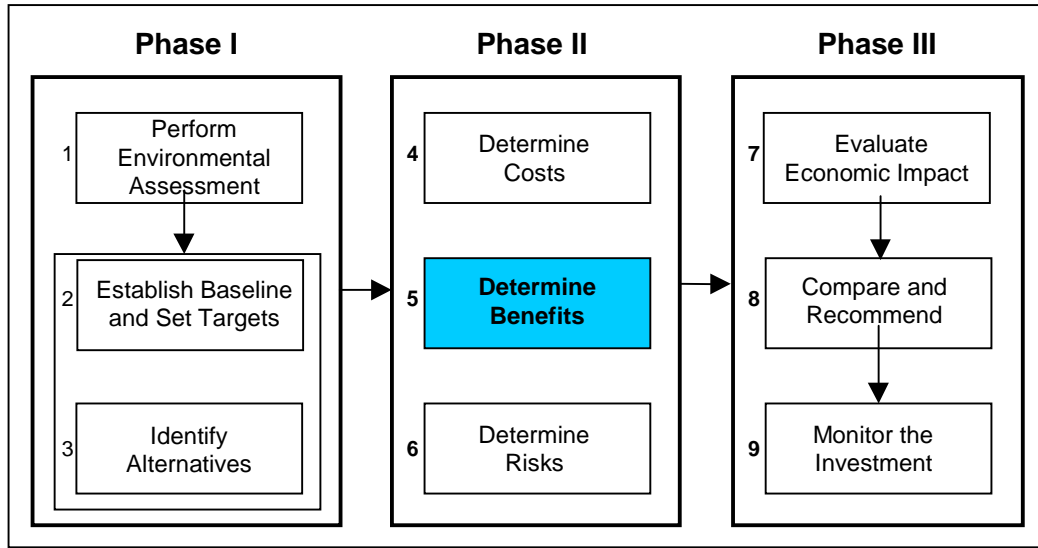 Phase I
Phase II
Phase III
1
Perform
Environmental
Assessment
2
Establish Baseline
and Set Targets
3
Identify
Alternatives
4
Determine
Costs
5
Determine
Benefits
6
Determine
Risks
7
Evaluate
Economic Impact
8
Compare and
Recommend
9
Monitor the
Investment